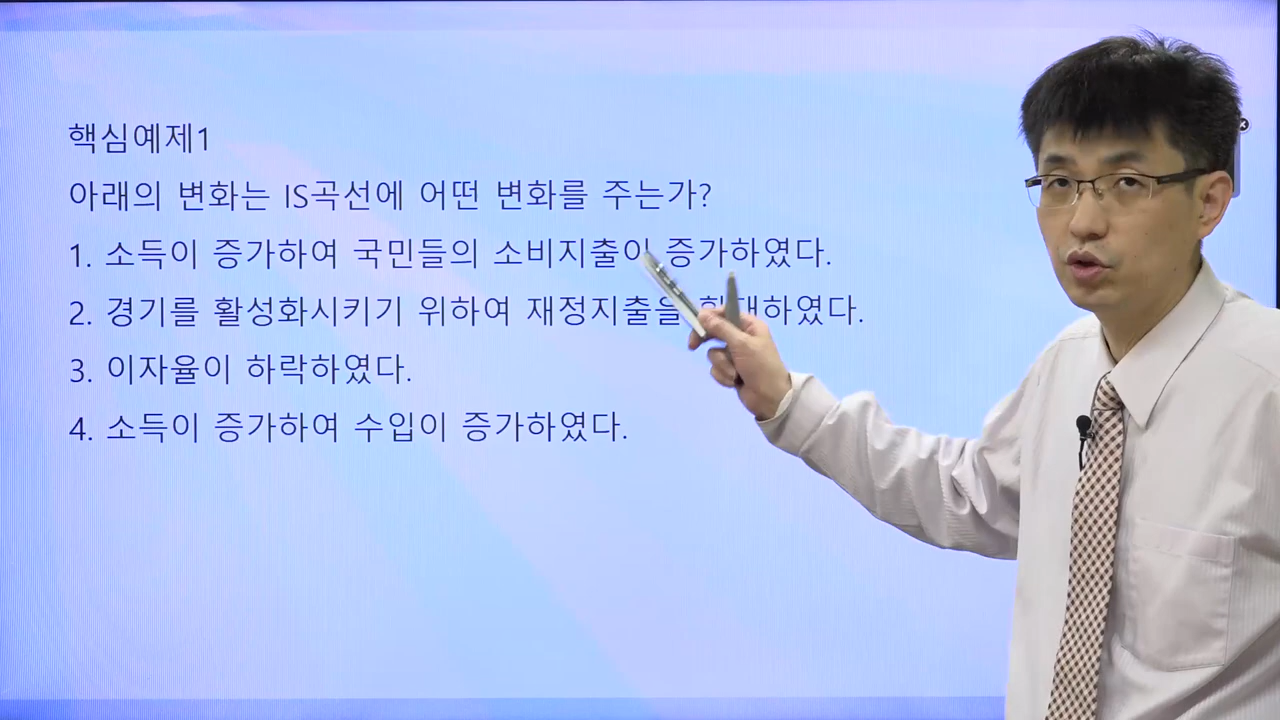 핵심예제1
아래의 변화는 IS곡선에 어떤 변화를 주는가?
1. 소득이 증가하여 국민들의 소비지출이 증가하였다.
2. 경기를 활성화시키기 위하여 재정지출을 확대하였다.
3. 이자율이 하락하였다.
4. 소득이 증가하여 수입이 증가하였다.